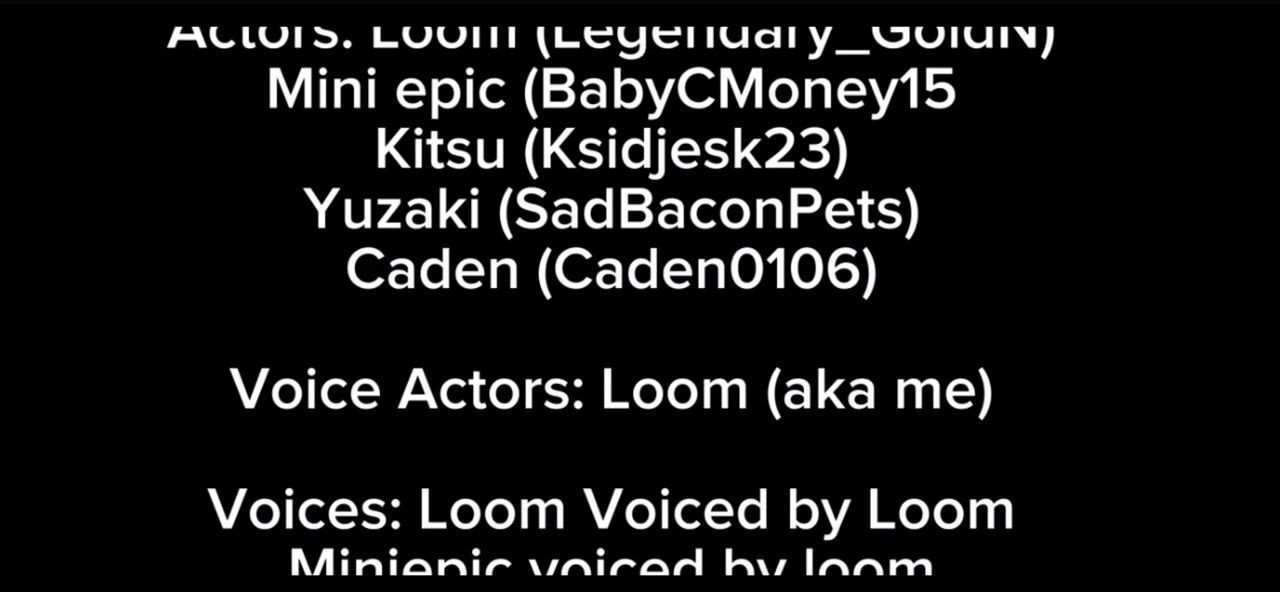 Actors: Loom (Legendary_GoldN)
Mini epic (BabyCMoney15
Kitsu (Ksidjesk23)
Yuzaki (SadBaconPets)
Caden (Caden0106)
Voice Actors: Loom (aka me)
Voices: Loom Voiced by Loom
Miniepic voiced by loom